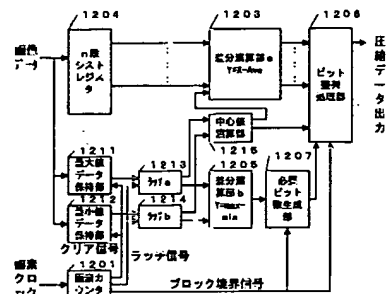 1204
1203
1206
画像
データ
n段
シフト
レジス
タ
差分演算部a
Y=X-Ave
ビット
整列
処理部
圧縮データ出力
中心値
演算部
1215
1211
最大値
データ
保持部
1213
ラッチa
1205
差分演
算部b
Y=max-
min
1207
必要
ビット
数生成
部
1212
最小値
データ
保持部
1214
ラッチb
クリア信号
ラッチ信号
画素
クロ
ック
1201
画素カ
ウンタ
ブロック境界信号